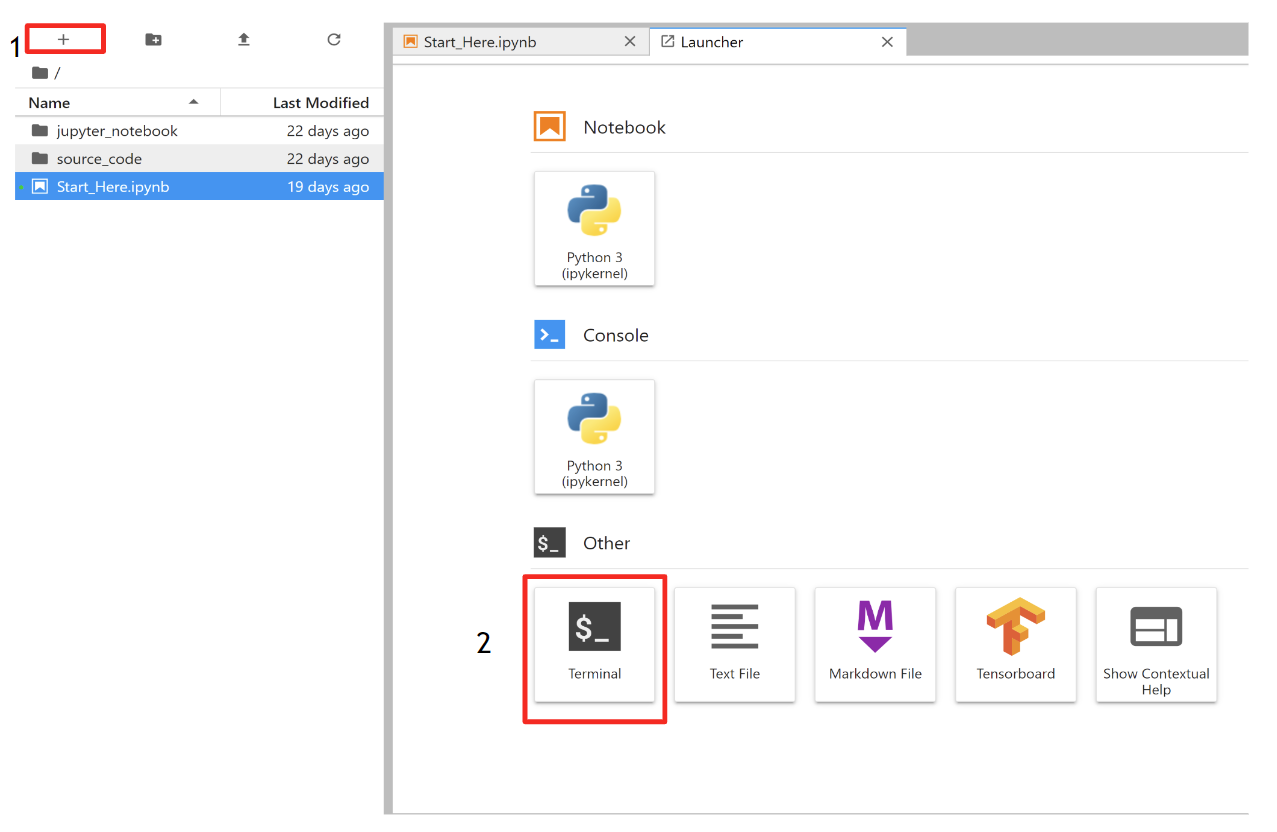 1
+
/
Name
Last Modified
jupyter_notebook
22 days ago
source_code
22 days ago
Start_Here.ipynb
19 days ago
Start_Here.ipynb
Launcher
Notebook
Python 3
(ipykernel)
Console
Python 3
(ipykernel)
$_
Other
2
$_
Terminal
Text File
M
Markdown File
Tensorboard
Show Contextual
Help